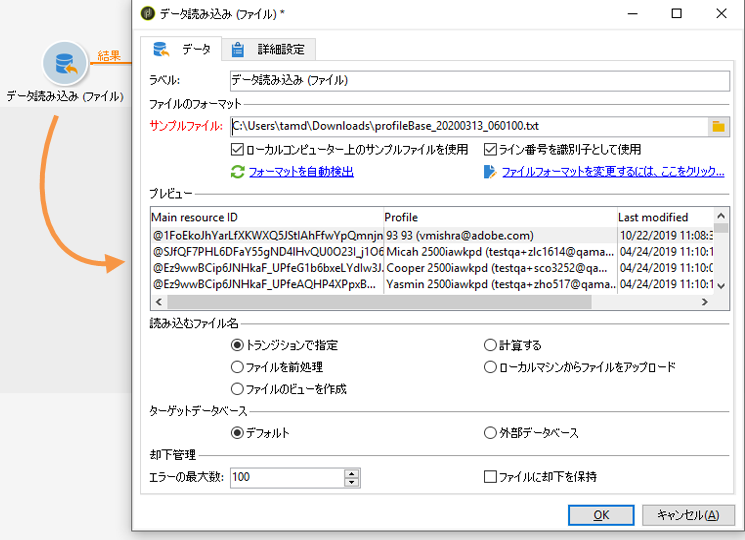 データ読み込み (ファイル) *
結果
データ読み込み (ファイル)
データ 詳細設定
ラベル: データ読み込み (ファイル)
ファイルのフォーマット
サンプルファイル: C:\Users\tamd\Downloads\profileBase_20200313_060100.txt
ローカルコンピューター上のサンプルファイルを使用 ライン番号を識別子として使用
フォーマットを自動検出 ファイルフォーマットを変更するには、ここをクリック...
プレビュー
Main resource ID Profile Last modified
@1FoEkoJhYarLfXKWXQ5JStIAhFfwYpQmnjn 93 93 (vmishra@adobe.com) 10/22/2019 11:08:3
@SJfQF7PHL6DFaY55gND4IHvQU0O23I_j1O6 Micah 2500iawkpd (testqa+zlc1614@qama... 04/24/2019 11:10:1
@Ez9wwBCip6JNHkaF_UPfeG1b6bxeLYdIw3J Cooper 2500iawkpd (testqa+sco3252@qa... 04/24/2019 11:10:0
@Ez9wwBCip6JNHkaF_UPfeAQHP4XPpxB... Yasmin 2500iawkpd (testqa+zho517@qama... 04/24/2019 11:10:1
読み込むファイル名
トランジションで指定 計算する
ファイルを前処理 ローカルマシンからファイルをアップロード
ファイルのビューを作成
ターゲットデータベース
デフォルト 外部データベース
却下管理
エラーの最大数: 100 ファイルに却下を保持
OK キャンセル(A)